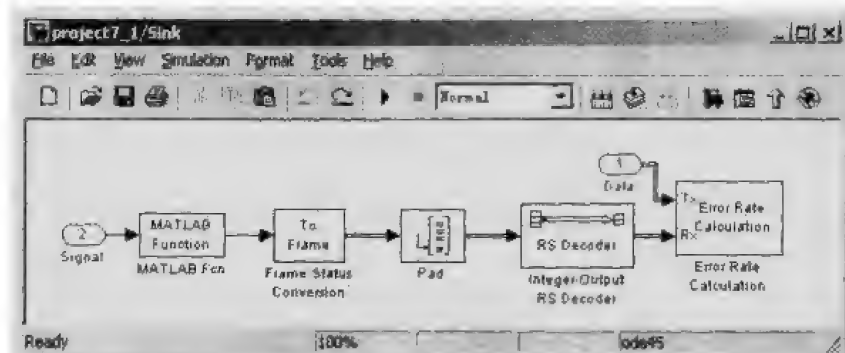 project7_1/Sink
File Edit View Simulation Format Tools Help
Normal
1
Data
2
Signal
MATLAB
Function
MATLAB Fcn
To
Frame
Frame Status
Conversion
Pad
RS Decoder
Integer-Output
RS Decoder
Tx
Rx
Error Rate
Calculation
Error Rate
Calculation
Ready
100%
ode45